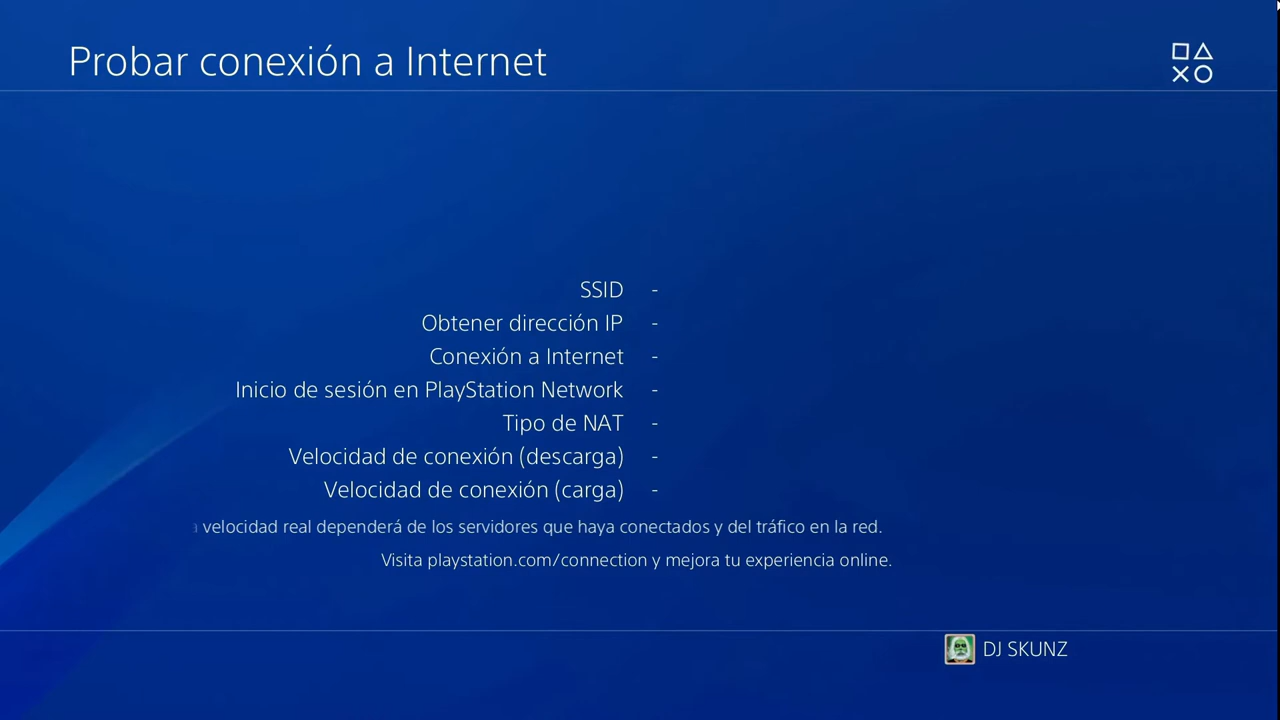 Probar conexión a Internet
SSID -
Obtener dirección IP -
Conexión a Internet -
Inicio de sesión en PlayStation Network -
Tipo de NAT -
Velocidad de conexión (descarga) -
Velocidad de conexión (carga) -
velocidad real dependerá de los servidores que haya conectados y del tráfico en la red.
Visita playstation.com/connection y mejora tu experiencia online.
DJ SKUNZ